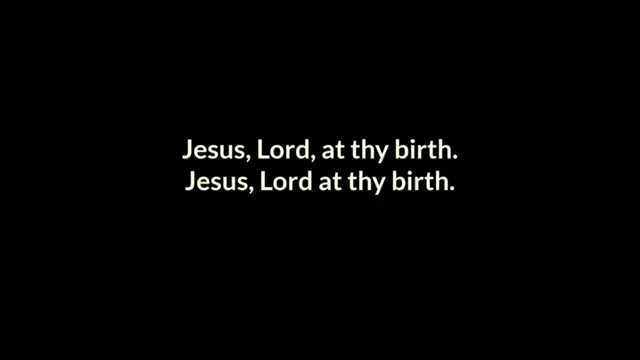 Jesus, Lord, at thy birth.
Jesus, Lord at thy birth.